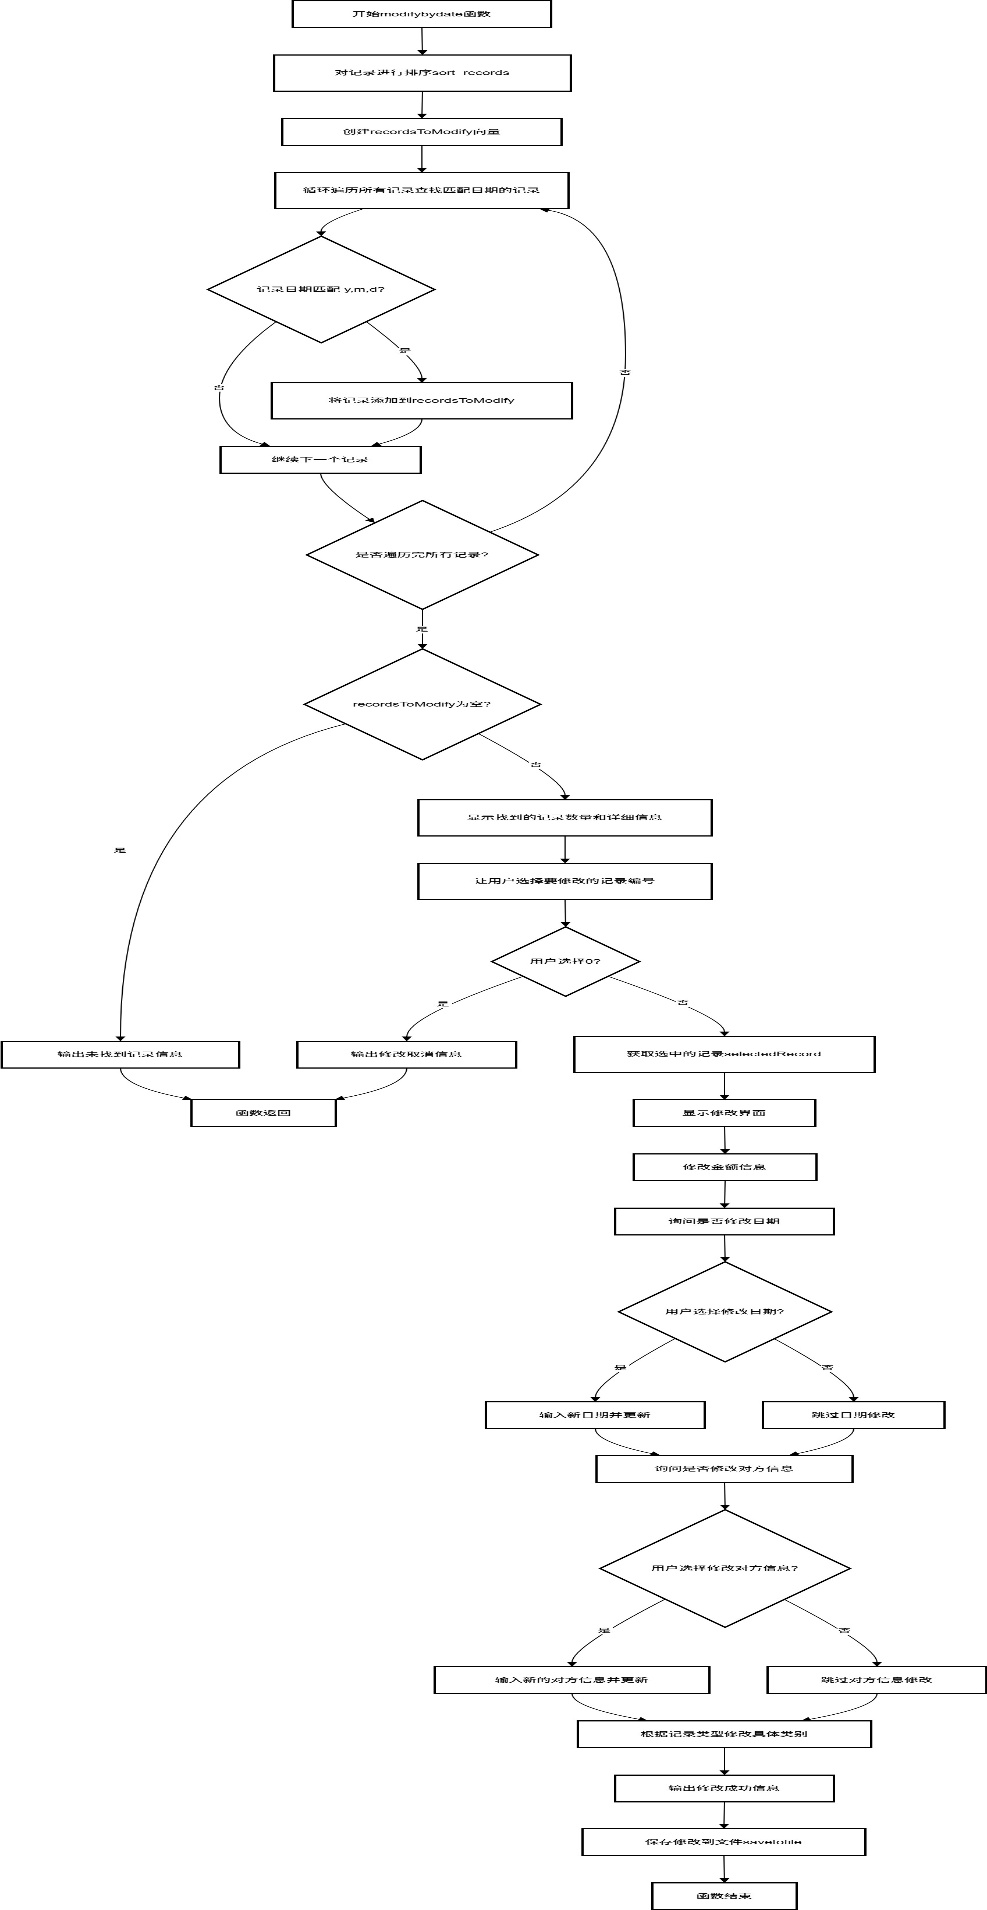 开始modifybydate函数
对记录进行排序sort_records
创建recordsToModify向量
循环遍历所有记录查找匹配日期的记录
记录日期匹配 y,m,d?
是
否
否
将记录添加到recordsToModify
继续下一个记录
是否遍历完所有记录?
是
recordsToModify为空?
否
显示找到的记录数量和详细信息
是
让用户选择要修改的记录编号
用户选择0?
是
否
输出未找到记录信息
输出修改取消信息
获取选中的记录selectedRecord
函数返回
显示修改界面
修改金额信息
询问是否修改日期
用户选择修改日期?
是
否
输入新日期并更新
跳过日期修改
询问是否修改对方信息
用户选择修改对方信息?
是
否
输入新的对方信息并更新
跳过对方信息修改
根据记录类型修改具体类别
输出修改成功信息
保存修改到文件savetofile
函数结束